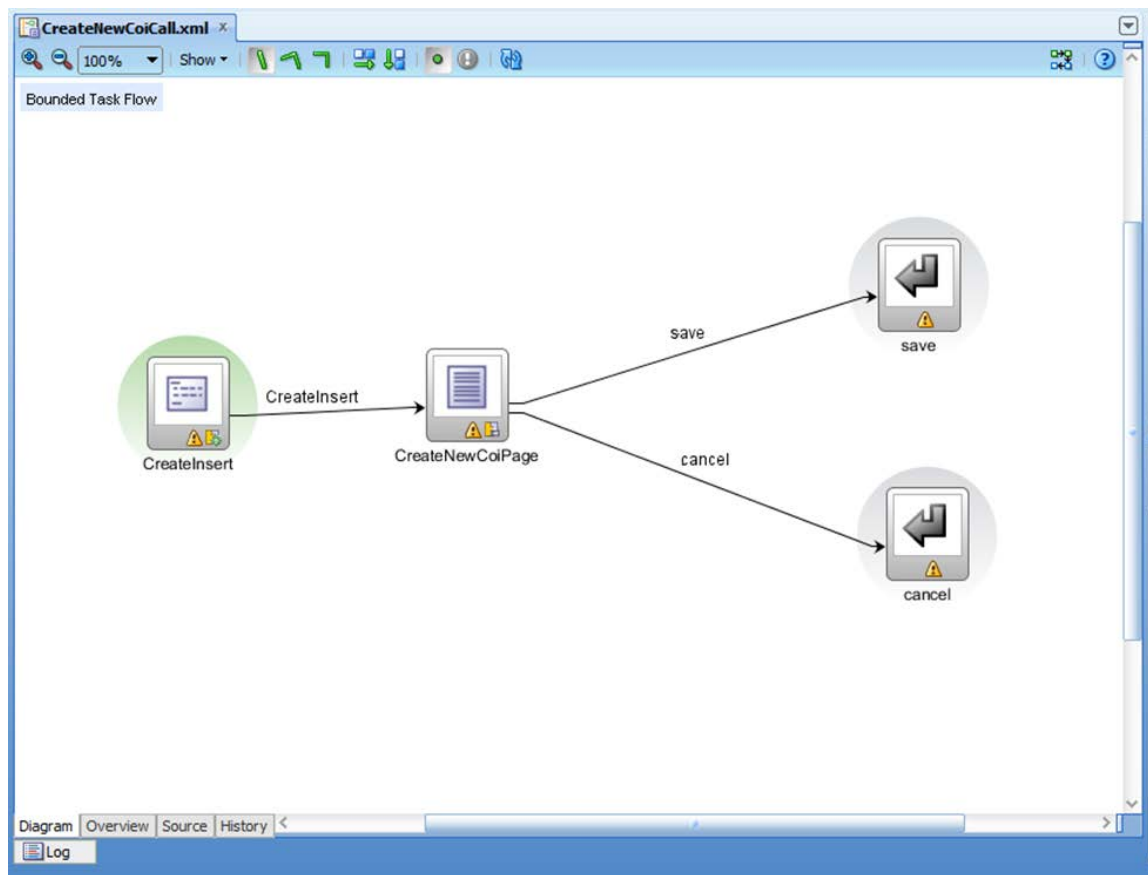 CreateNewCoiCall.xml x
100% Show
Bounded Task Flow
save
save
CreateInsert
CreateInsert
CreateNewCoiPage
cancel
cancel
Diagram Overview Source History
Log